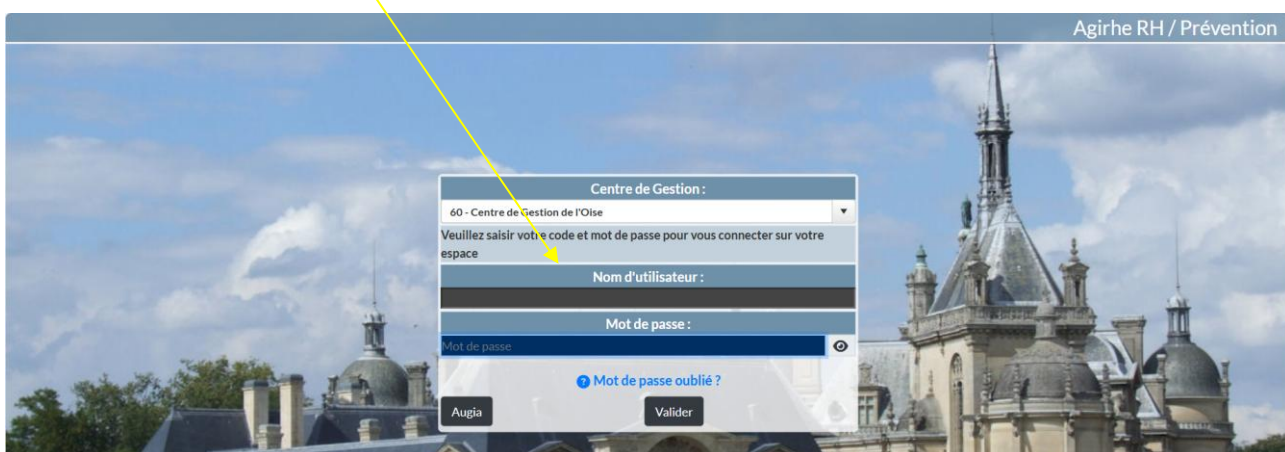 Agirhe RH / Prévention
Centre de Gestion :
60 - Centre de Gestion de l'Oise
Veuillez saisir votre code et mot de passe pour vous connecter sur votre
espace
Nom d'utilisateur :
Mot de passe :
Mot de passe
Mot de passe oublié ?
Augia
Valider